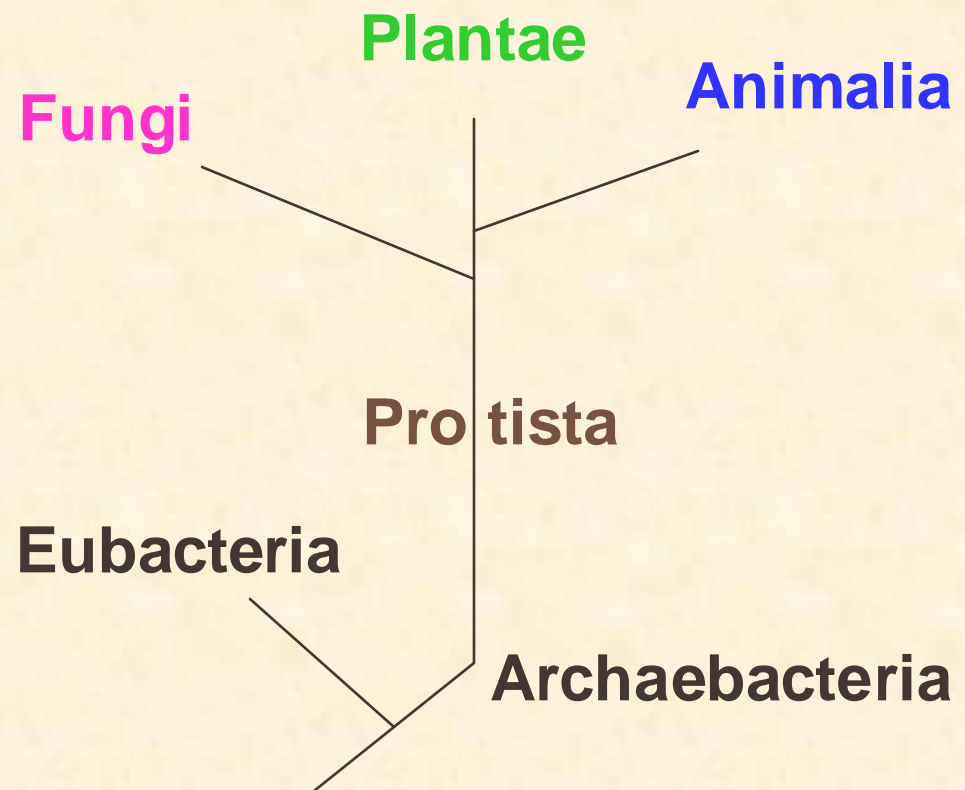 Plantae
Animalia
Fungi
Pro tista
Eubacteria
Archaebacteria